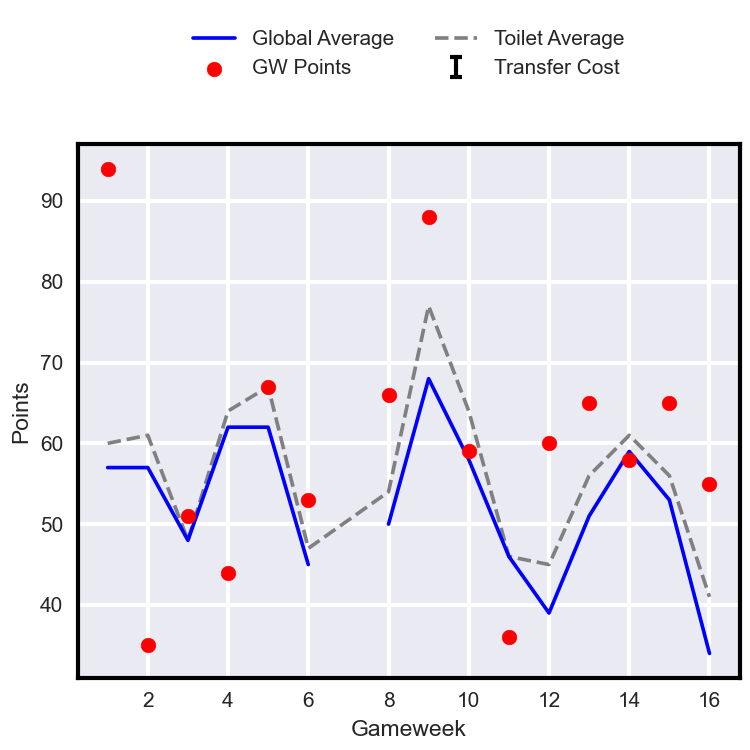 Global Average
Toilet Average
GW Points
Transfer Cost
90
80
70
60
50
40
Points
2 4 6 8 10 12 14 16
Gameweek